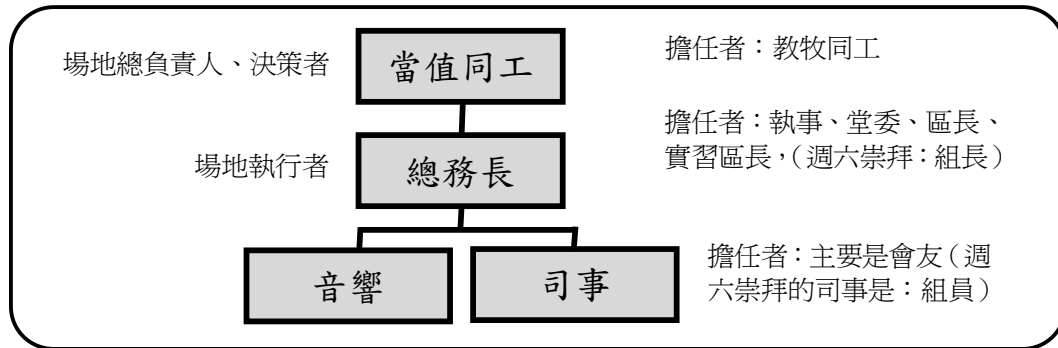 場地總負責人、決策者
當值同工
擔任者：教牧同工
場地執行者
總務長
擔任者：執事、堂委、區長、
實習區長，（週六崇拜：組長）
音響
司事
擔任者：主要是會友（週
六崇拜的司事是：組員）